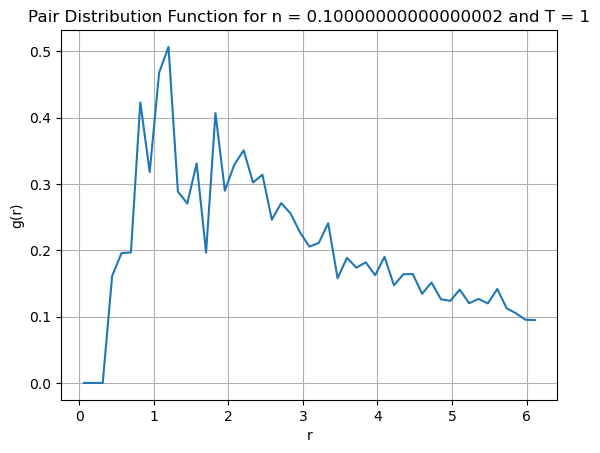 Pair Distribution Function for n = 0.10000000000000002 and T = 1
0.5
0.4
0.3
0.2
0.1
0.0
g(r)
0 1 2 3 4 5 6
r